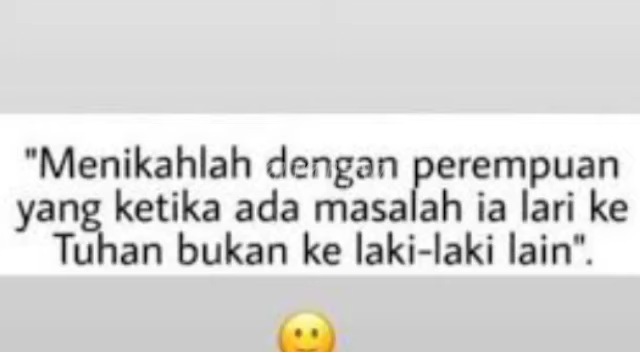 "Menikahlah dengan perempuan
yang ketika ada masalah ia lari ke
Tuhan bukan ke laki-laki lain".